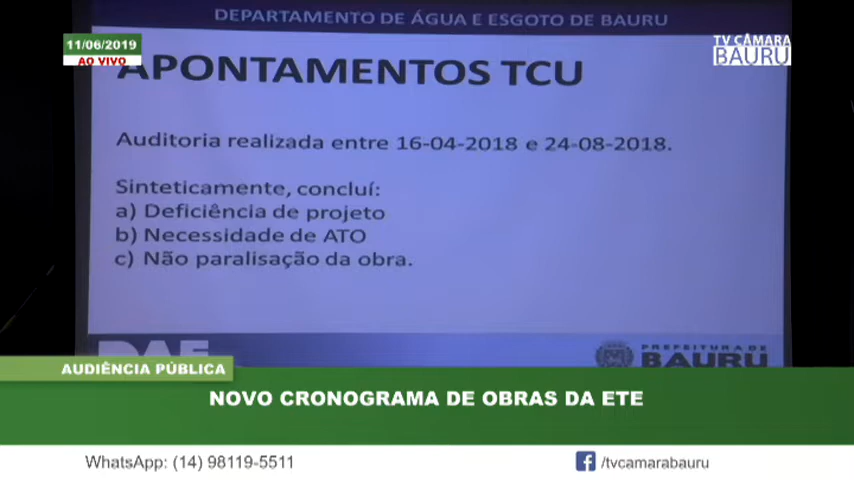 DEPARTAMENTO DE ÁGUA E ESGOTO DE BAURU
11/06/2019
AO VIVO
TV CÂMARA
BAURU
APONTAMENTOS TCU
Auditoria realizada entre 16-04-2018 e 24-08-2018.
Sinteticamente, concluí:
a) Deficiência de projeto
b) Necessidade de ATO
c) Não paralisação da obra.
DAE
PREFEITURA DE
BAURU
AUDIÊNCIA PÚBLICA
NOVO CRONOGRAMA DE OBRAS DA ETE
WhatsApp: (14) 98119-5511
/tvcamarabauru